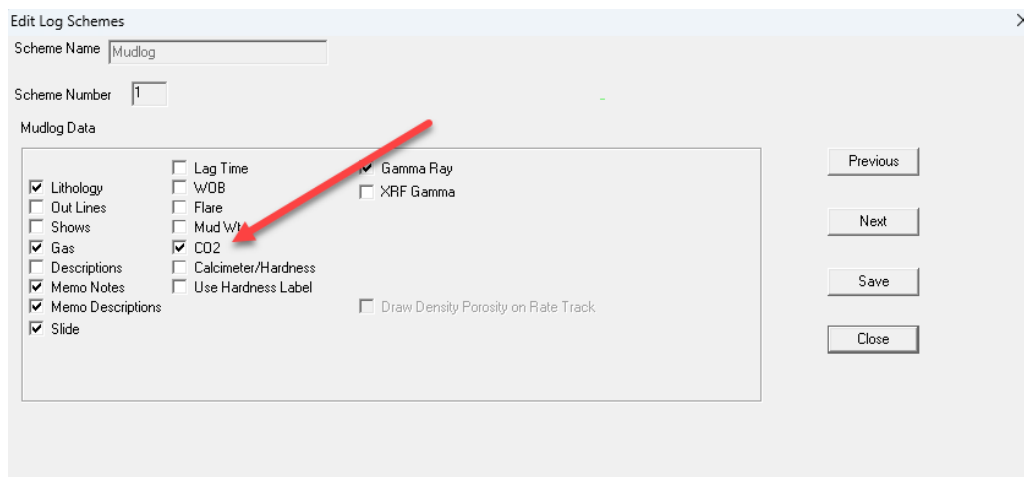 Edit Log Schemes
Scheme Name Mudlog
Scheme Number 1
Mudlog Data
Lithology
Out Lines
Shows
Gas
Descriptions
Memo Notes
Memo Descriptions
Slide
Lag Time
WOB
Flare
Mud
CO2
Calcimeter/Hardness
Use Hardness Label
Gamma Ray
XRF Gamma
Draw Density Porosity on Rate Track
Previous
Next
Save
Close